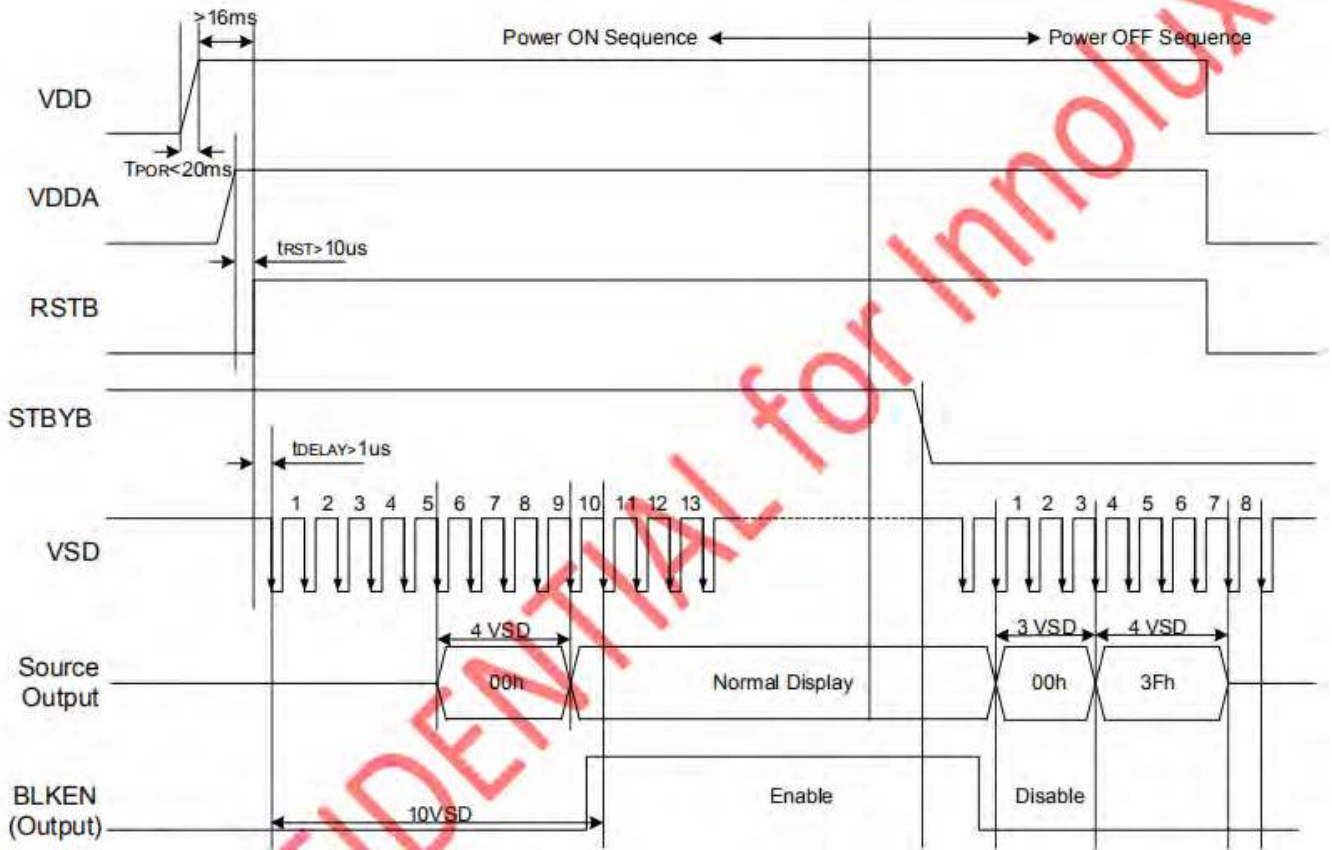 >16ms
Power ON Sequence
Power OFF Sequence
VDD
TPOR<20ms
VDDA
tRST>10us
RSTB
STBYB
tDELAY>1us
1 2 3 4 5 6 7 8 9 10 11 12 13
1 2 3 4 5 6 7 8
VSD
4 VSD
3 VSD
4 VSD
Source
Output
00h
Normal Display
00h
3Fh
BLKEN
(Output)
10VSD
Enable
Disable
FIDENTIAL for Innolux